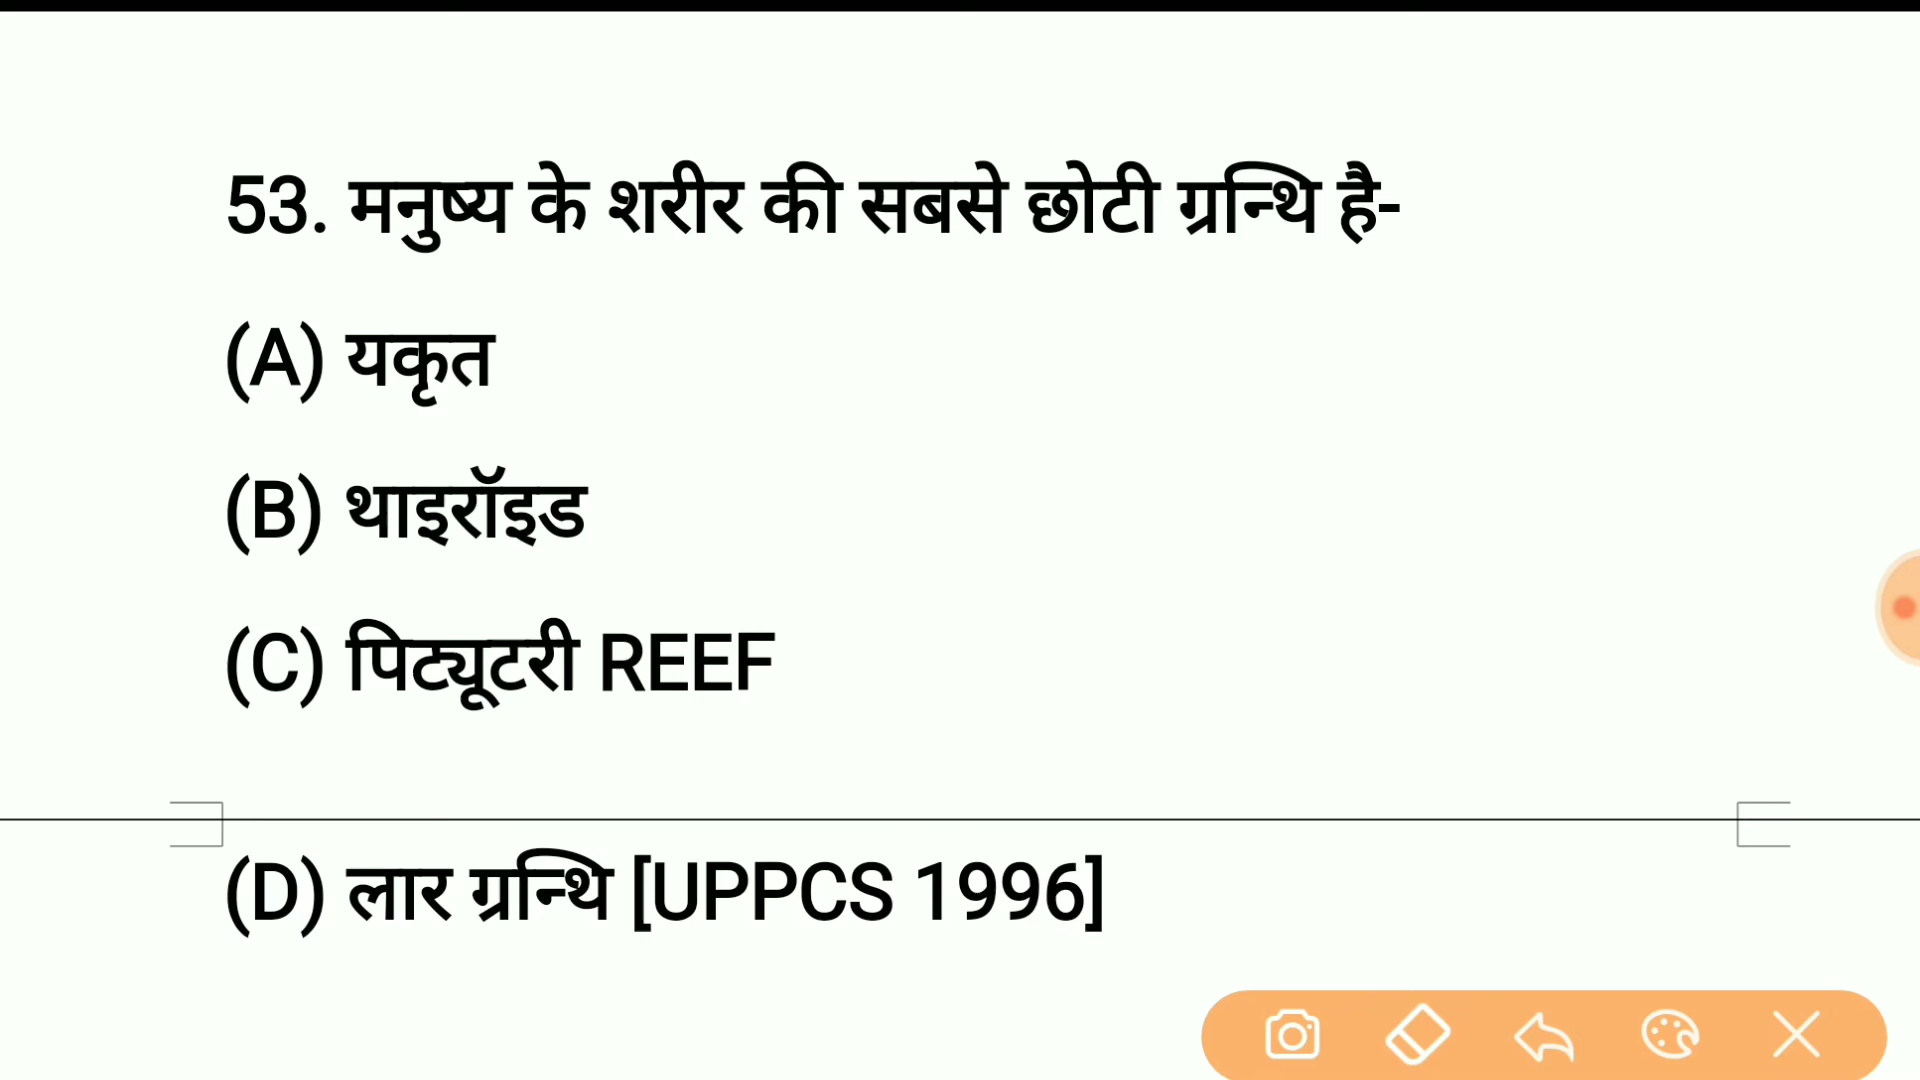 53. मनुष्य के शरीर की सबसे छोटी ग्रन्थि है-
(A) यकृत
(B) थाइरॉइड
(C) पिट्यूटरी REEF
(D) लार ग्रन्थि [UPPCS 1996]